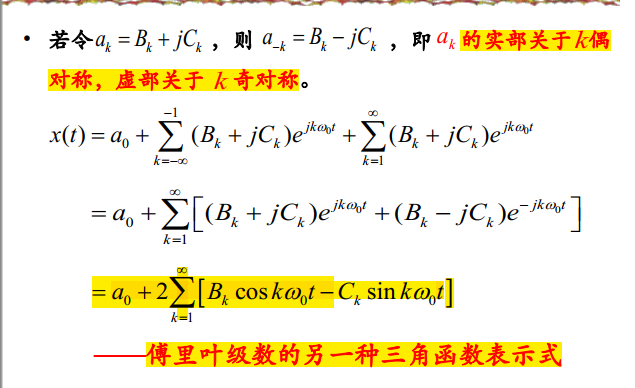 • 若令 $a_k = B_k + jC_k$ ，则 $a_{-k} = B_k - jC_k$ ，即 $a_k$ 的实部关于 $k$ 偶
对称，虚部关于 $k$ 奇对称。
$x(t) = a_0 + \sum_{k=-\infty}^{-1} (B_k + jC_k)e^{jk\omega_0 t} + \sum_{k=1}^{\infty} (B_k + jC_k)e^{jk\omega_0 t}$
$= a_0 + \sum_{k=1}^{\infty} \left[ (B_k + jC_k)e^{jk\omega_0 t} + (B_k - jC_k)e^{-jk\omega_0 t} \right]$
$= a_0 + 2\sum_{k=1}^{\infty} \left[ B_k \cos k\omega_0 t - C_k \sin k\omega_0 t \right]$
——傅里叶级数的另一种三角函数表示式